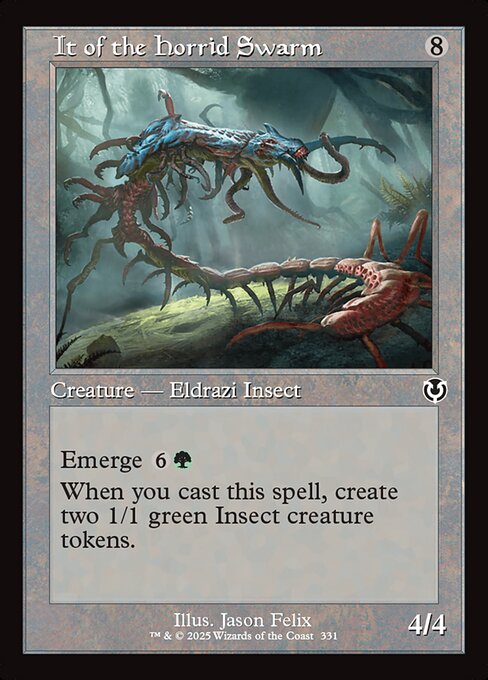 It of the Horrid Swarm 8
Creature — Eldrazi Insect
Emerge 6
When you cast this spell, create
two 1/1 green Insect creature
tokens.
Illus. Jason Felix
™ & © 2025 Wizards of the Coast 331
4/4